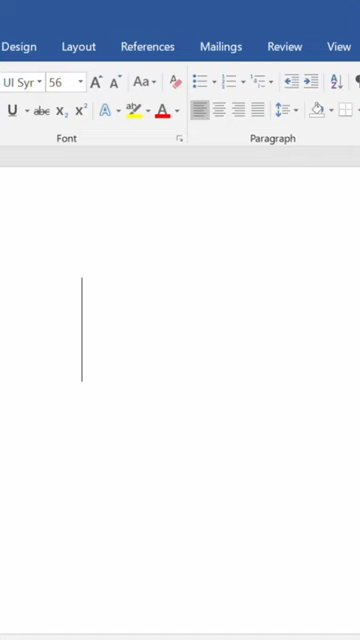 Design Layout References Mailings Review View
UI Syr 56 A A Aa A
U abc X₂ X² A ab A
Font Paragraph